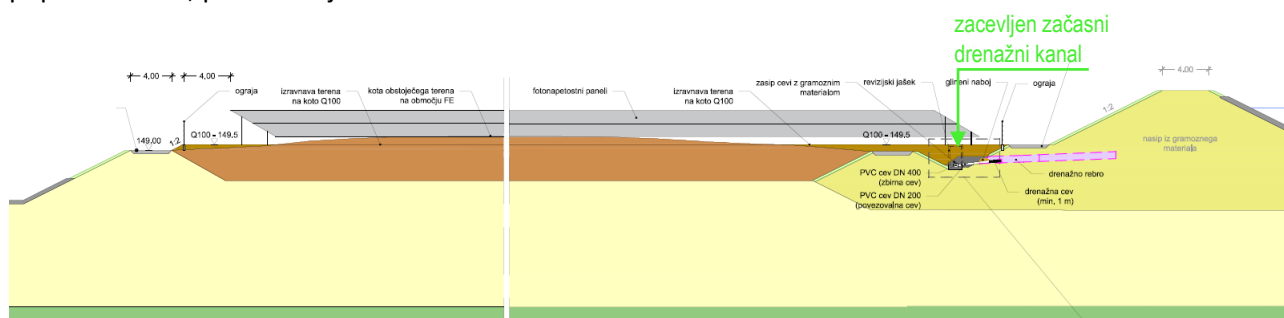 zacevljen začasni
drenažni kanal
4,00
4,00
ograja
izravnava terena
na koto Q100
kota obstoječega terena
na območju FE
fotonapetostni paneli
izravnava terena
na koto Q100
zasip cevi z gramoznim
materialom
revizijski jašek
glineni naboj
ograja
4.00
1:2
149,00
1:2
Q100 - 149,5
Q100 - 149,5
nasip iz gramoznega
materiala
PVC cev DN 400
(zbirna cev)
PVC cev DN 200
(povezovalna cev)
drenažno rebro
drenažna cev
(min, 1 m)